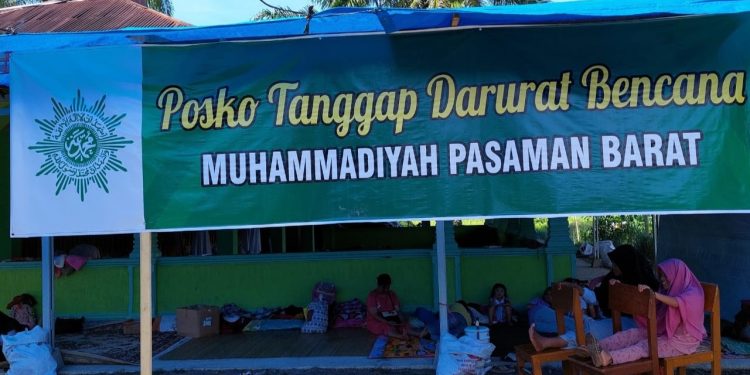 Posko Tanggap Darurat Bencana
MUHAMMADIYAH PASAMAN BARAT